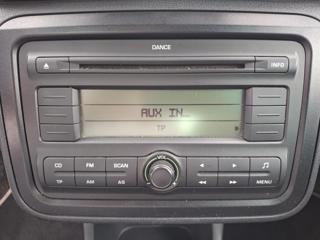 DANCE
INFO
AUX IN...
TP
CD FM SCAN VOL
TP AM AS MENU